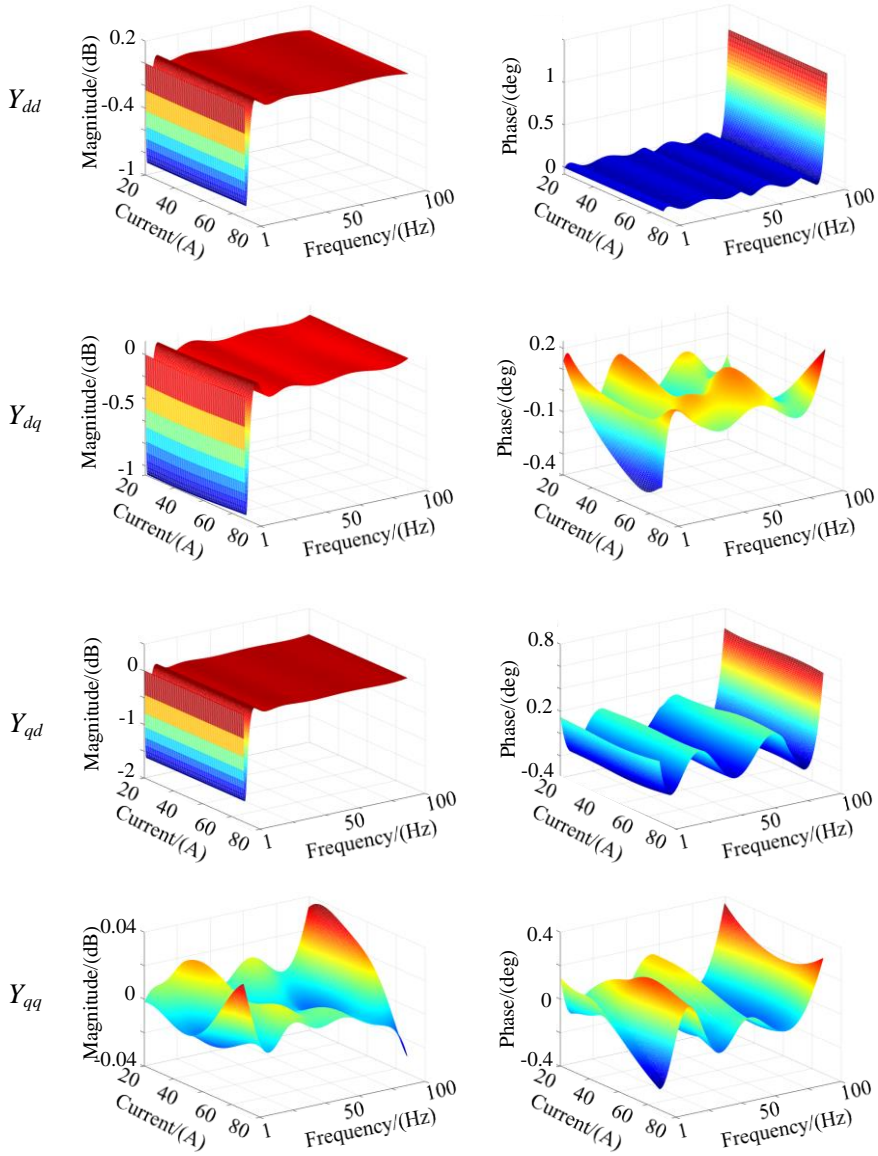 Y_dd
Magnitude/(dB)
0.2
-0.4
-1
20
40
60
80
Current/(A)
1
50
100
Frequency/(Hz)
Phase/(deg)
1
0.5
0
20
40
60
80
Current/(A)
1
50
100
Frequency/(Hz)
Y_dq
Magnitude/(dB)
0
-0.5
-1
20
40
60
80
Current/(A)
1
50
100
Frequency/(Hz)
Phase/(deg)
0.2
-0.1
-0.4
20
40
60
80
Current/(A)
1
50
100
Frequency/(Hz)
Y_qd
Magnitude/(dB)
0
-1
-2
20
40
60
80
Current/(A)
1
50
100
Frequency/(Hz)
Phase/(deg)
0.8
0.2
-0.4
20
40
60
80
Current/(A)
1
50
100
Frequency/(Hz)
Y_qq
Magnitude/(dB)
0.04
0
-0.04
20
40
60
80
Current/(A)
1
50
100
Frequency/(Hz)
Phase/(deg)
0.4
0
-0.4
20
40
60
80
Current/(A)
1
50
100
Frequency/(Hz)